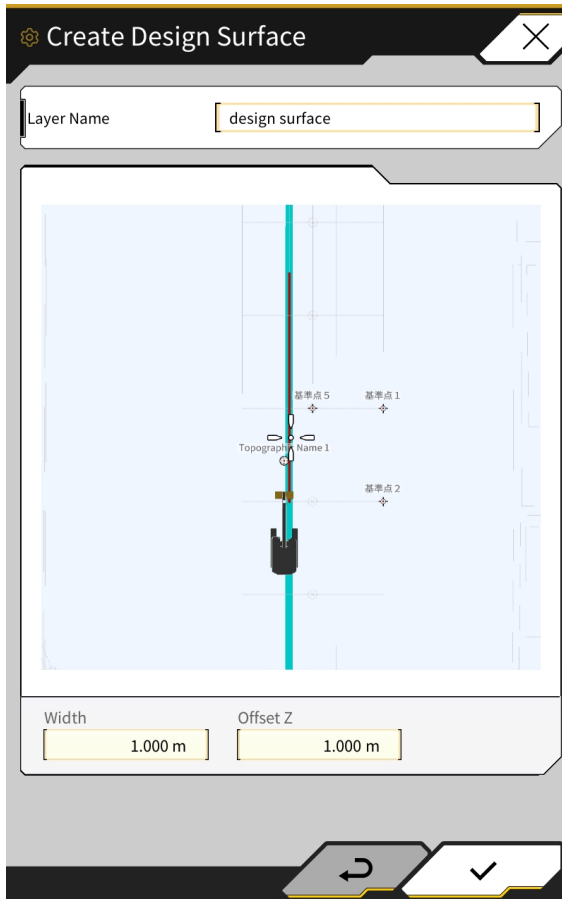 Create Design Surface
Layer Name
design surface
基準点5
基準点1
Topographic Name 1
基準点2
Width
Offset Z
1.000 m
1.000 m